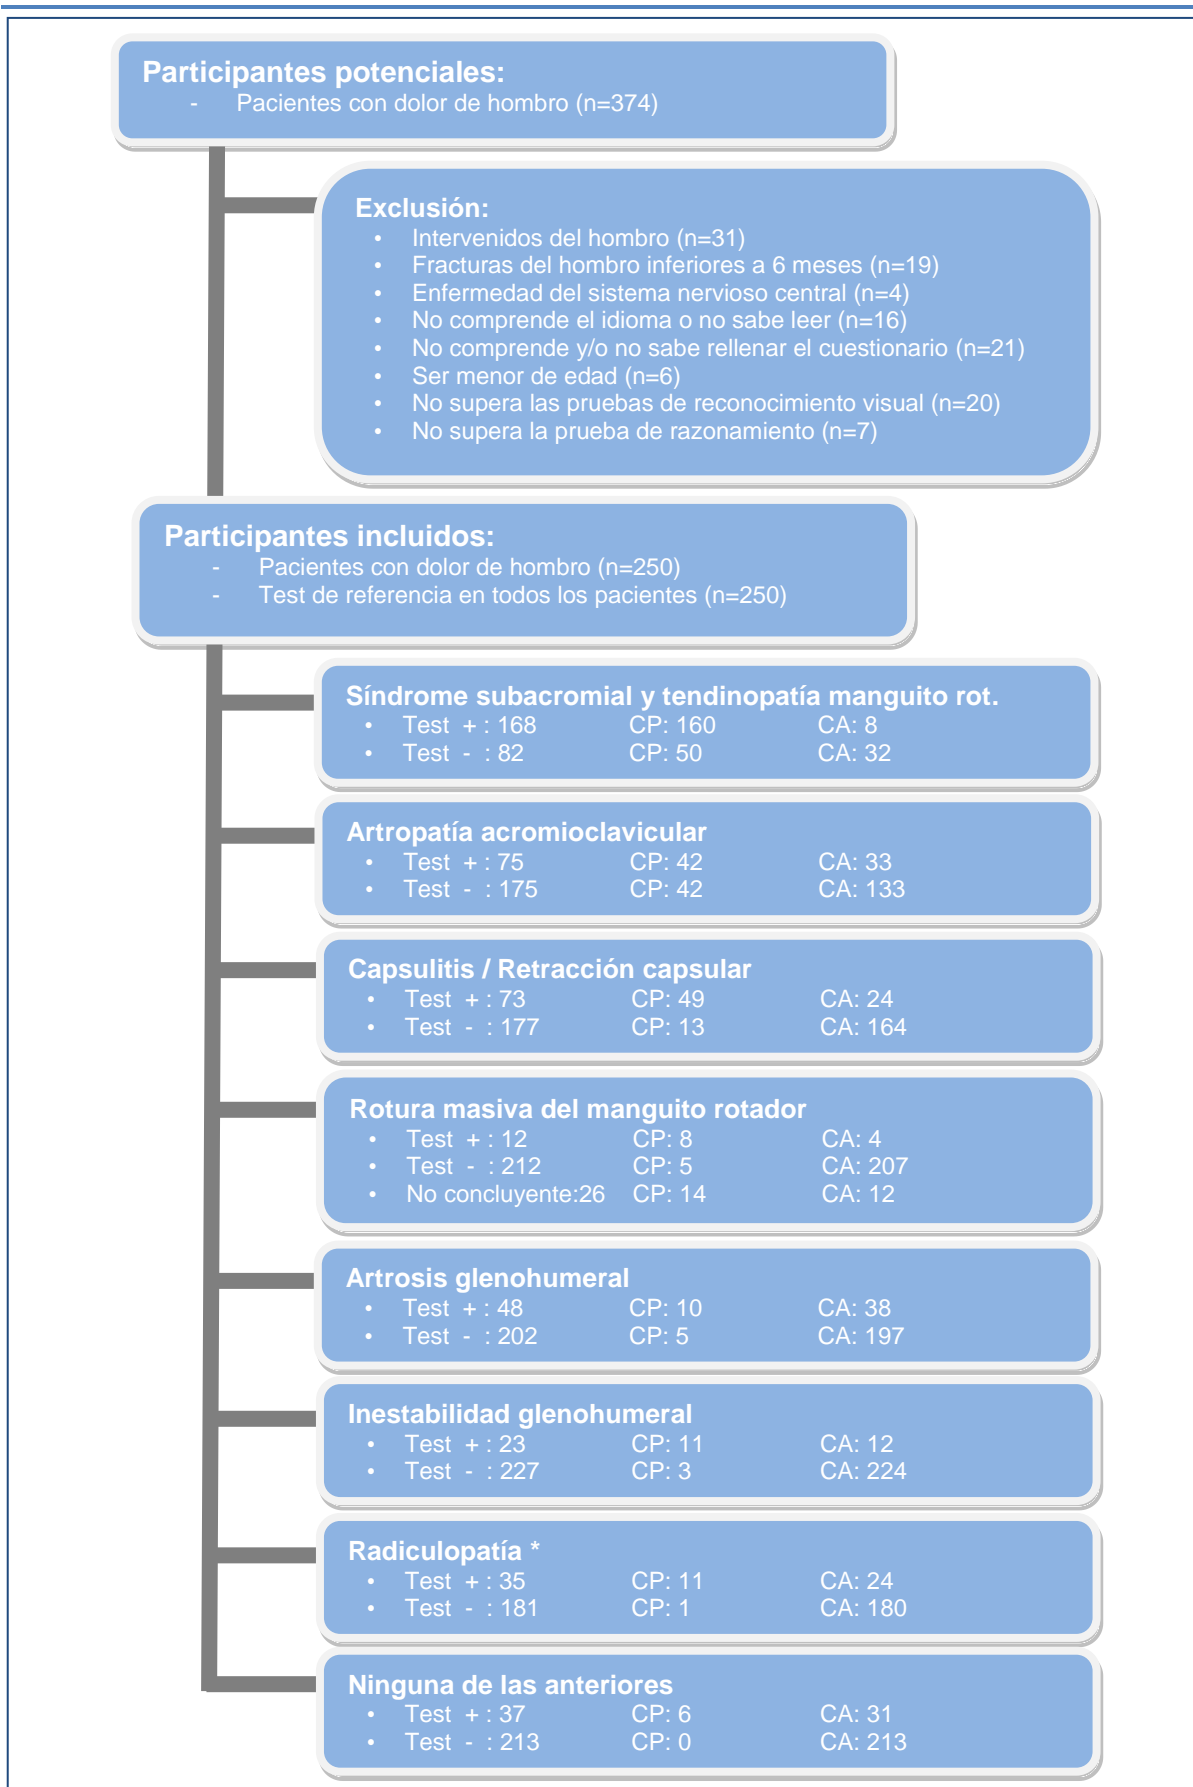 Participantes potenciales:
- Pacientes con dolor de hombro (n=374)
Exclusión:
• Intervenidos del hombro (n=31)
• Fracturas del hombro inferiores a 6 meses (n=19)
• Enfermedad del sistema nervioso central (n=4)
• No comprende el idioma o no sabe leer (n=16)
• No comprende y/o no sabe rellenar el cuestionario (n=21)
• Ser menor de edad (n=6)
• No supera las pruebas de reconocimiento visual (n=20)
• No supera la prueba de razonamiento (n=7)
Participantes incluidos:
- Pacientes con dolor de hombro (n=250)
- Test de referencia en todos los pacientes (n=250)
Síndrome subacromial y tendinopatía manguito rot.
• Test + : 168 CP: 160 CA: 8
• Test - : 82 CP: 50 CA: 32
Artropatía acromioclavicular
• Test + : 75 CP: 42 CA: 33
• Test - : 175 CP: 42 CA: 133
Capsulitis / Retracción capsular
• Test + : 73 CP: 49 CA: 24
• Test - : 177 CP: 13 CA: 164
Rotura masiva del manguito rotador
• Test + : 12 CP: 8 CA: 4
• Test - : 212 CP: 5 CA: 207
• No concluyente:26 CP: 14 CA: 12
Artrosis glenohumeral
• Test + : 48 CP: 10 CA: 38
• Test - : 202 CP: 5 CA: 197
Inestabilidad glenohumeral
• Test + : 23 CP: 11 CA: 12
• Test - : 227 CP: 3 CA: 224
Radiculopatía *
• Test + : 35 CP: 11 CA: 24
• Test - : 181 CP: 1 CA: 180
Ninguna de las anteriores
• Test + : 37 CP: 6 CA: 31
• Test - : 213 CP: 0 CA: 213